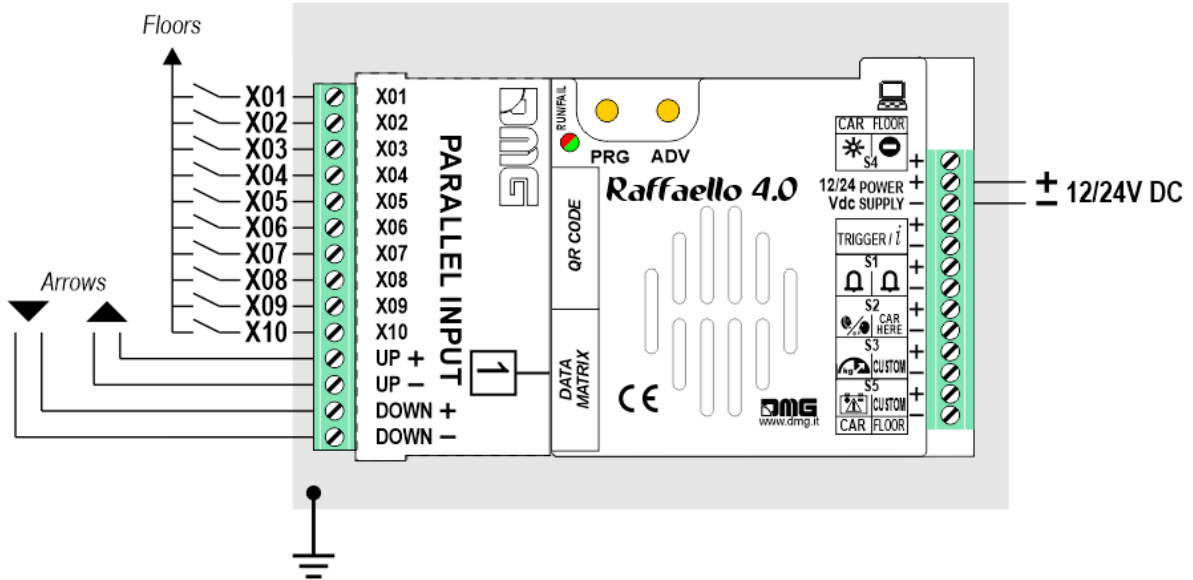 Floors
X01
X02
X03
X04
X05
X06
X07
X08
X09
X10
Arrows
X01
X02
X03
X04
X05
X06
X07
X08
X09
X10
UP +
UP −
DOWN +
DOWN −
PARALLEL INPUT
1
DMG
RUN/FAIL
PRG ADV
Raffaello 4.0
QR CODE
DATA
MATRIX
CE
DMG
www.dmg.it
CAR FLOOR
S4 +
12/24 POWER +
Vdc SUPPLY −
+
TRIGGER / i −
S1 +
−
S2 +
CAR
HERE −
S3 +
kg CUSTOM −
S5 +
CUSTOM −
CAR FLOOR
+
− 12/24V DC